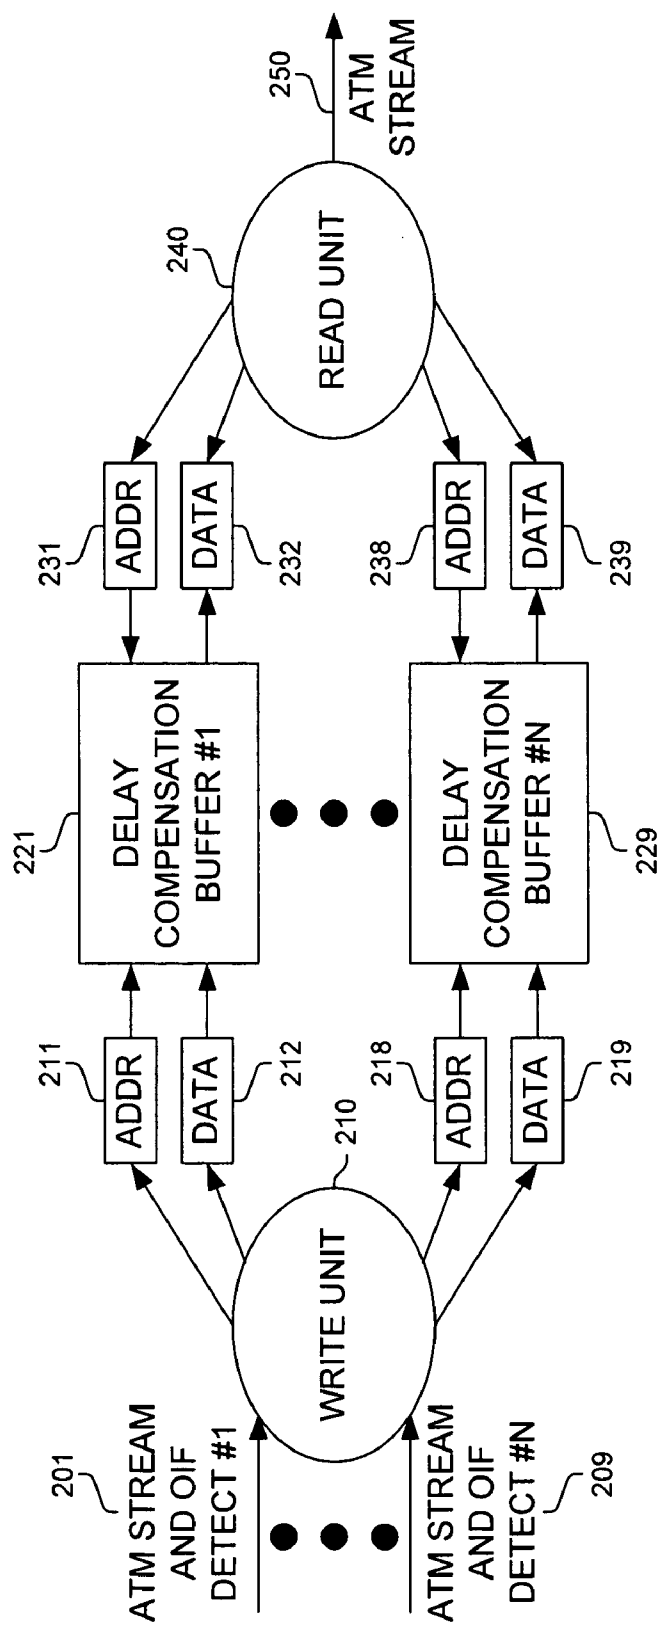 201
ATM STREAM
AND OIF
DETECT #1
ATM STREAM
AND OIF
DETECT #N
209
WRITE UNIT
210
211
ADDR
DATA
212
218
ADDR
DATA
219
221
DELAY
COMPENSATION
BUFFER #1
DELAY
COMPENSATION
BUFFER #N
229
231
ADDR
DATA
232
238
ADDR
DATA
239
240
READ UNIT
250
ATM
STREAM